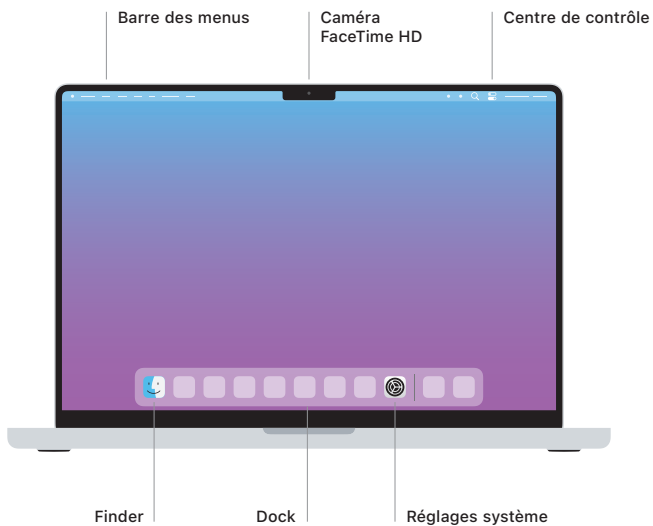 Barre des menus
Caméra
FaceTime HD
Centre de contrôle
Finder
Dock
Réglages système